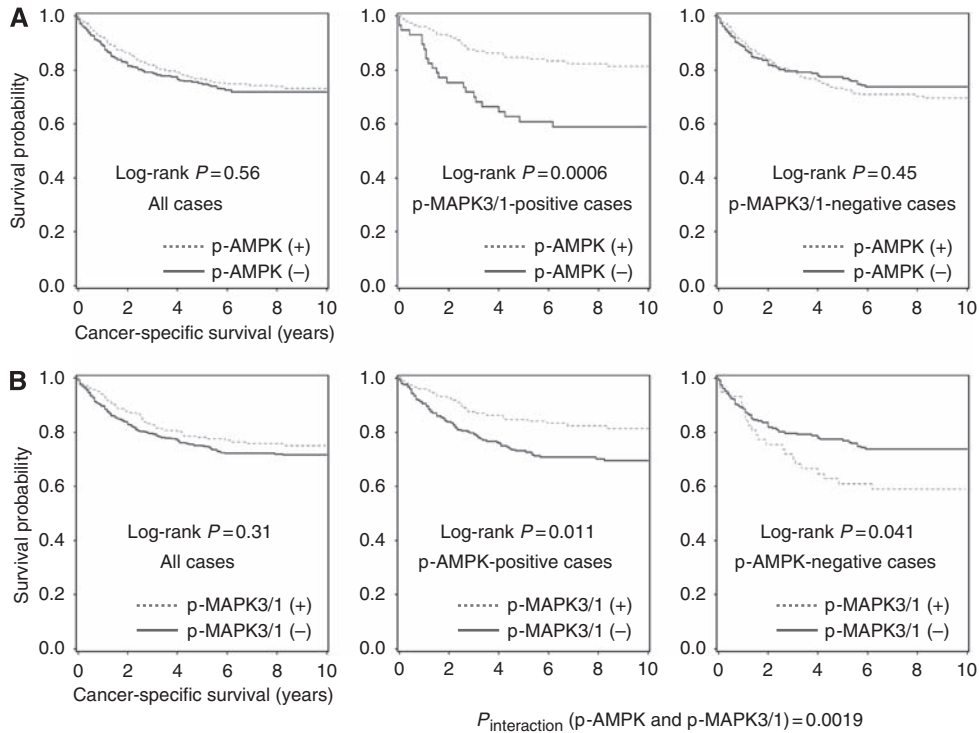 A
Survival probability
1.0
0.8
0.6
0.4
0.2
0.0
Log-rank P=0.56
All cases
p-AMPK (+)
p-AMPK (–)
0 2 4 6 8 10
Cancer-specific survival (years)
1.0
0.8
0.6
0.4
0.2
0.0
Log-rank P=0.0006
p-MAPK3/1-positive cases
p-AMPK (+)
p-AMPK (–)
0 2 4 6 8 10
1.0
0.8
0.6
0.4
0.2
0.0
Log-rank P=0.45
p-MAPK3/1-negative cases
p-AMPK (+)
p-AMPK (–)
0 2 4 6 8 10
B
Survival probability
1.0
0.8
0.6
0.4
0.2
0.0
Log-rank P=0.31
All cases
p-MAPK3/1 (+)
p-MAPK3/1 (–)
0 2 4 6 8 10
Cancer-specific survival (years)
1.0
0.8
0.6
0.4
0.2
0.0
Log-rank P=0.011
p-AMPK-positive cases
p-MAPK3/1 (+)
p-MAPK3/1 (–)
0 2 4 6 8 10
1.0
0.8
0.6
0.4
0.2
0.0
Log-rank P=0.041
p-AMPK-negative cases
p-MAPK3/1 (+)
p-MAPK3/1 (–)
0 2 4 6 8 10
Pinteraction (p-AMPK and p-MAPK3/1)=0.0019